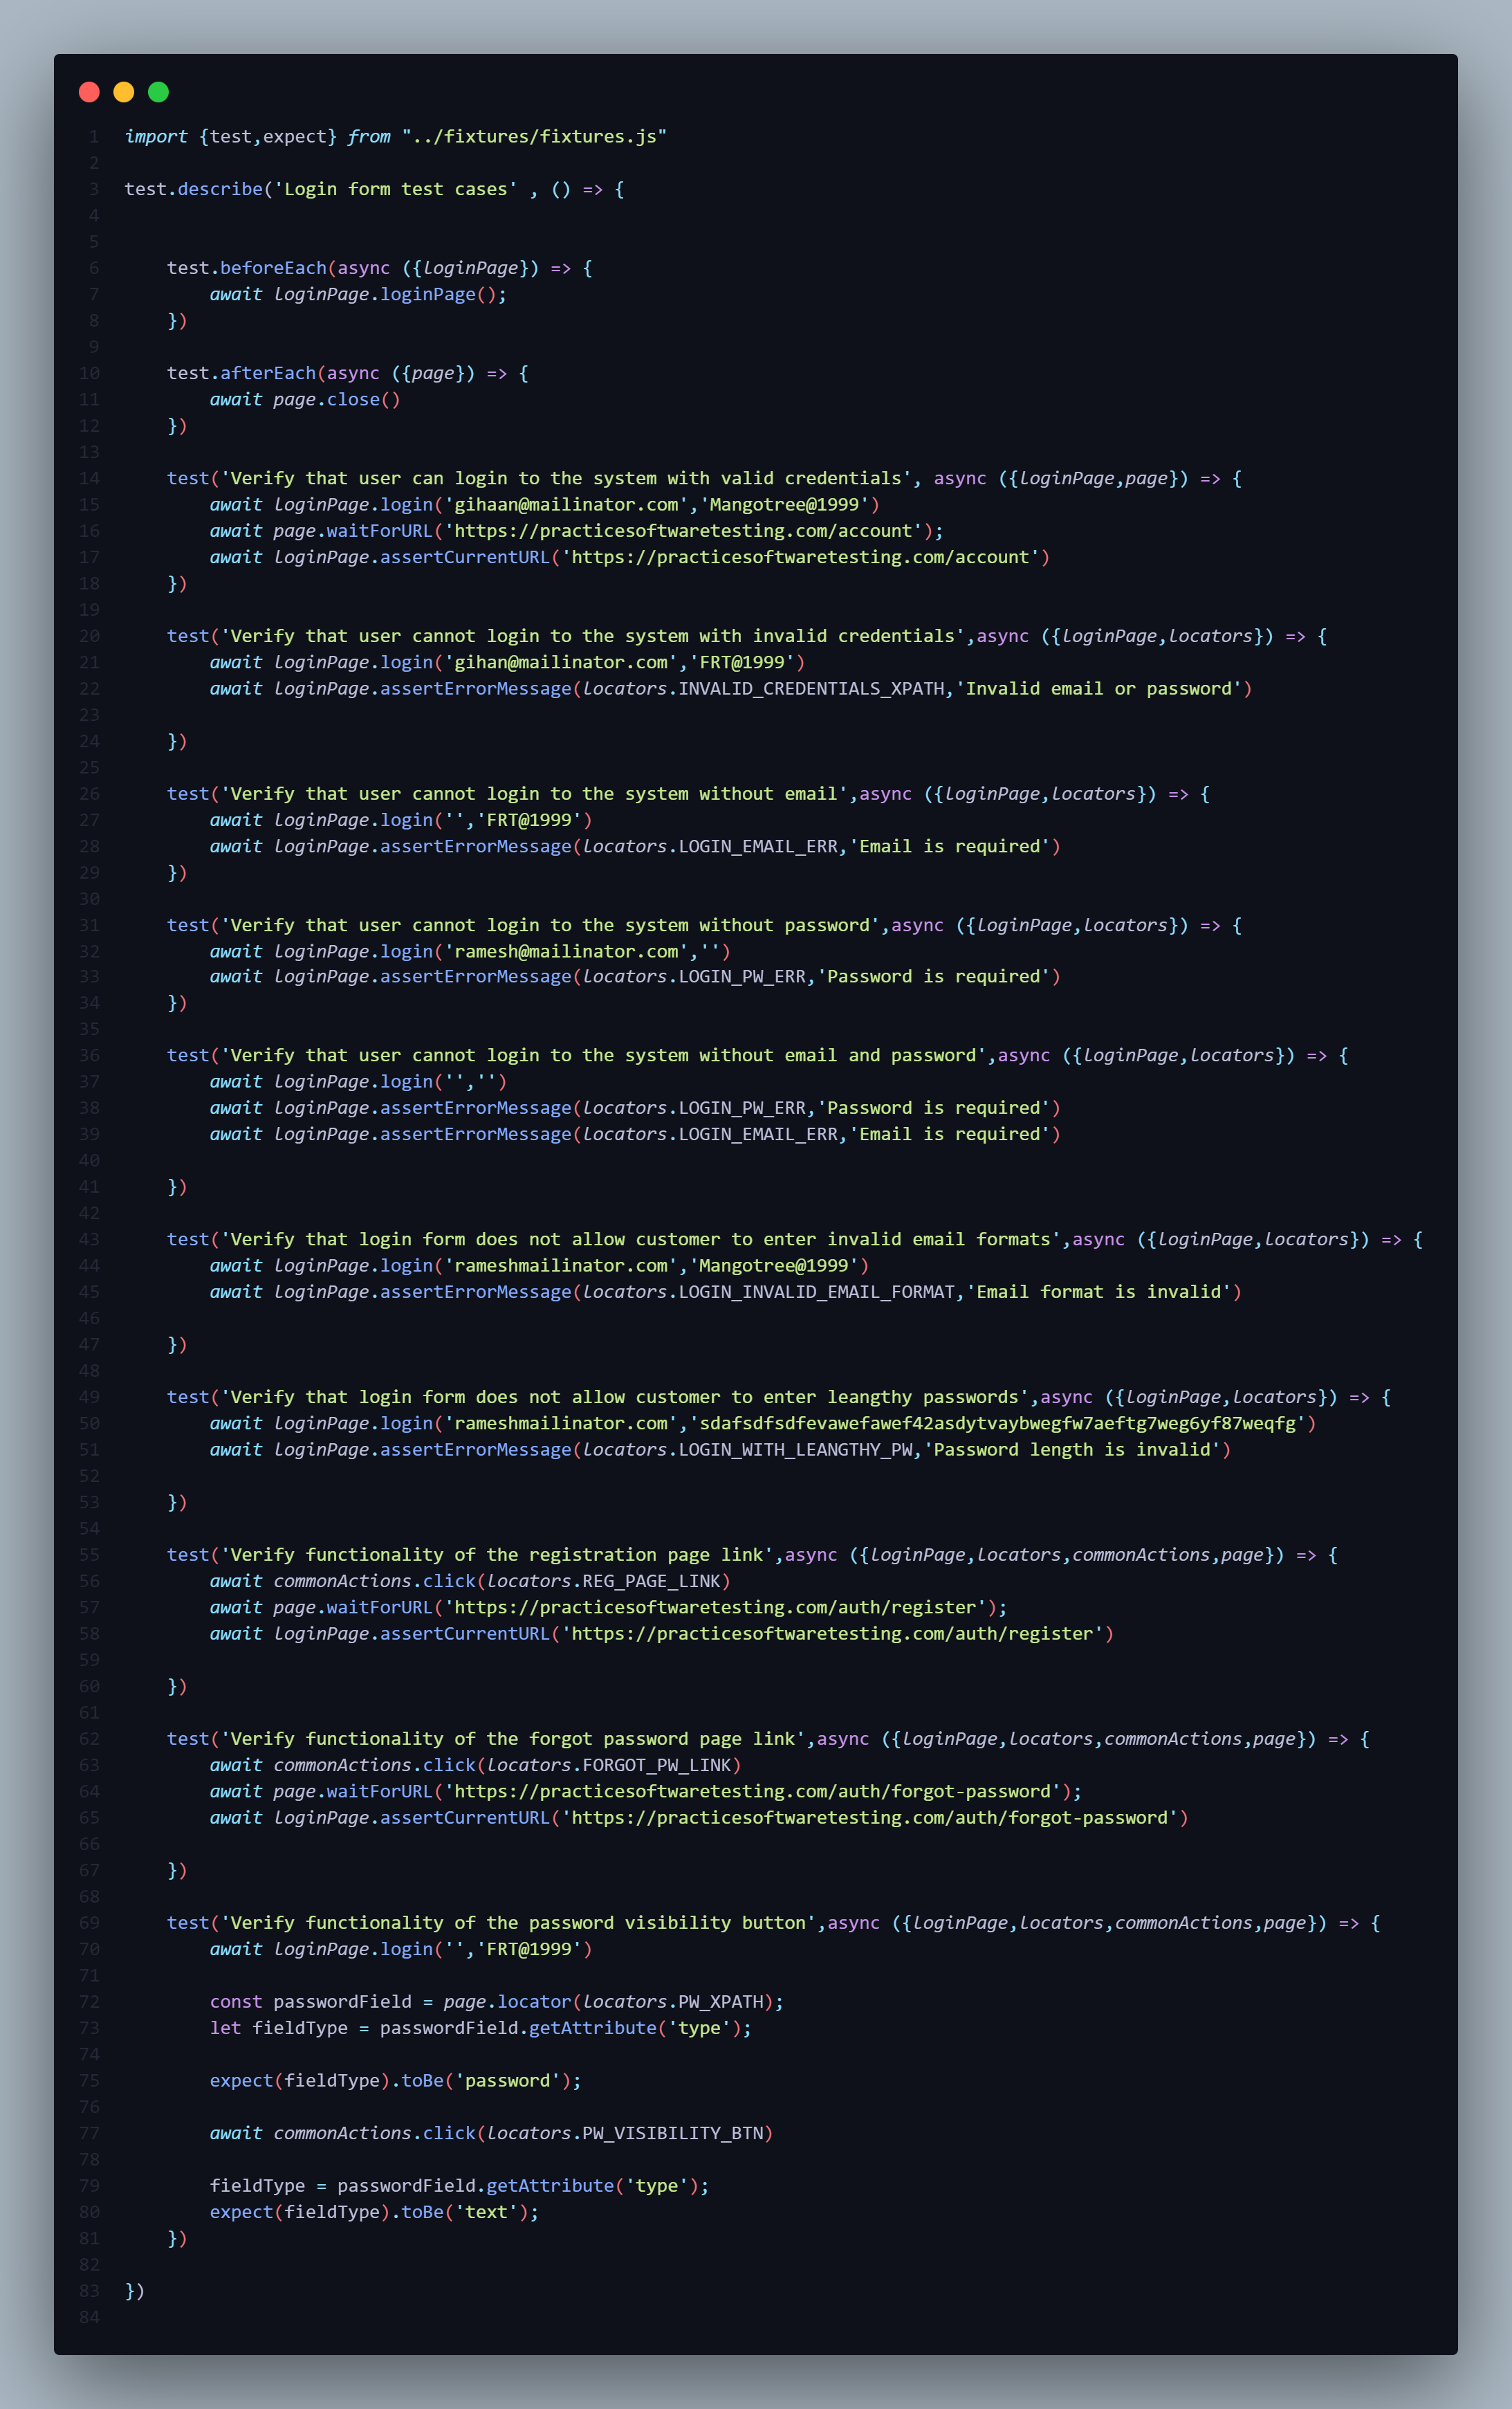 1 import {test,expect} from "../fixtures/fixtures.js"
2
3 test.describe('Login form test cases' , () => {
4
5
6     test.beforeEach(async ({loginPage}) => {
7         await loginPage.loginPage();
8     })
9
10     test.afterEach(async ({page}) => {
11         await page.close()
12     })
13
14     test('Verify that user can login to the system with valid credentials', async ({loginPage,page}) => {
15         await loginPage.login('gihaan@mailinator.com','Mangotree@1999')
16         await page.waitForURL('https://practicesoftwaretesting.com/account');
17         await loginPage.assertCurrentURL('https://practicesoftwaretesting.com/account')
18     })
19
20     test('Verify that user cannot login to the system with invalid credentials',async ({loginPage,locators}) => {
21         await loginPage.login('gihan@mailinator.com','FRT@1999')
22         await loginPage.assertErrorMessage(locators.INVALID_CREDENTIALS_XPATH,'Invalid email or password')
23
24     })
25
26     test('Verify that user cannot login to the system without email',async ({loginPage,locators}) => {
27         await loginPage.login('','FRT@1999')
28         await loginPage.assertErrorMessage(locators.LOGIN_EMAIL_ERR,'Email is required')
29     })
30
31     test('Verify that user cannot login to the system without password',async ({loginPage,locators}) => {
32         await loginPage.login('ramesh@mailinator.com','')
33         await loginPage.assertErrorMessage(locators.LOGIN_PW_ERR,'Password is required')
34     })
35
36     test('Verify that user cannot login to the system without email and password',async ({loginPage,locators}) => {
37         await loginPage.login('','')
38         await loginPage.assertErrorMessage(locators.LOGIN_PW_ERR,'Password is required')
39         await loginPage.assertErrorMessage(locators.LOGIN_EMAIL_ERR,'Email is required')
40
41     })
42
43     test('Verify that login form does not allow customer to enter invalid email formats',async ({loginPage,locators}) => {
44         await loginPage.login('rameshmailinator.com','Mangotree@1999')
45         await loginPage.assertErrorMessage(locators.LOGIN_INVALID_EMAIL_FORMAT,'Email format is invalid')
46
47     })
48
49     test('Verify that login form does not allow customer to enter leangthy passwords',async ({loginPage,locators}) => {
50         await loginPage.login('rameshmailinator.com','sdafsdfsdfevawefawef42asdytvaybwegfw7aeftg7weg6yf87weqfg')
51         await loginPage.assertErrorMessage(locators.LOGIN_WITH_LEANGTHY_PW,'Password length is invalid')
52
53     })
54
55     test('Verify functionality of the registration page link',async ({loginPage,locators,commonActions,page}) => {
56         await commonActions.click(locators.REG_PAGE_LINK)
57         await page.waitForURL('https://practicesoftwaretesting.com/auth/register');
58         await loginPage.assertCurrentURL('https://practicesoftwaretesting.com/auth/register')
59
60     })
61
62     test('Verify functionality of the forgot password page link',async ({loginPage,locators,commonActions,page}) => {
63         await commonActions.click(locators.FORGOT_PW_LINK)
64         await page.waitForURL('https://practicesoftwaretesting.com/auth/forgot-password');
65         await loginPage.assertCurrentURL('https://practicesoftwaretesting.com/auth/forgot-password')
66
67     })
68
69     test('Verify functionality of the password visibility button',async ({loginPage,locators,commonActions,page}) => {
70         await loginPage.login('','FRT@1999')
71
72         const passwordField = page.locator(locators.PW_XPATH);
73         let fieldType = passwordField.getAttribute('type');
74
75         expect(fieldType).toBe('password');
76
77         await commonActions.click(locators.PW_VISIBILITY_BTN)
78
79         fieldType = passwordField.getAttribute('type');
80         expect(fieldType).toBe('text');
81     })
82
83 })
84